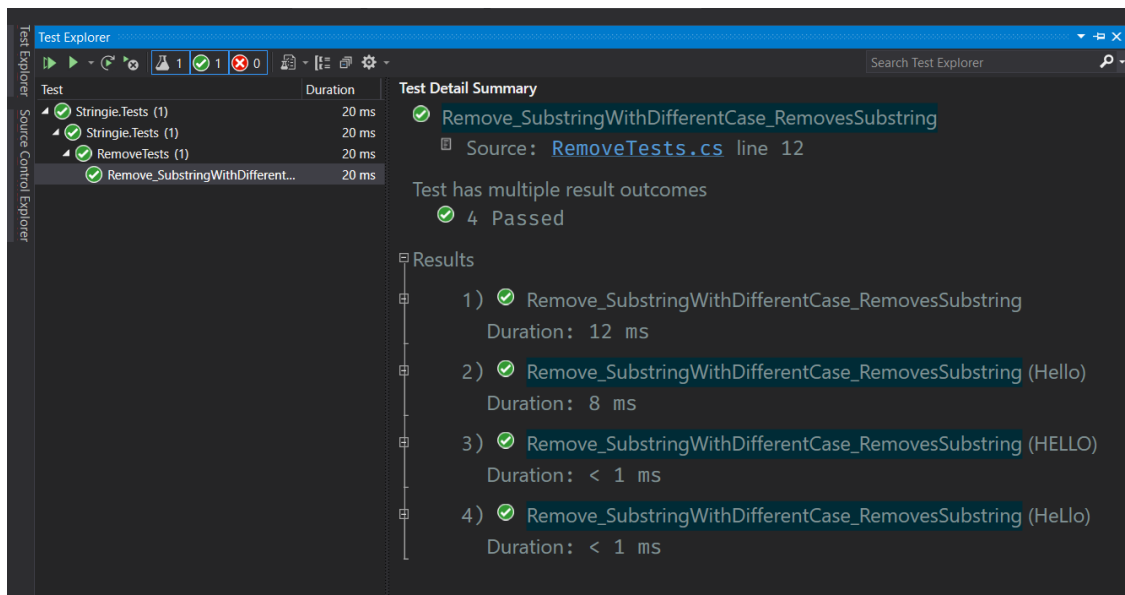 Test Explorer
Source Control Explorer
Test Explorer
1 1 0
Search Test Explorer
Test Duration
Stringie.Tests (1) 20 ms
Stringie.Tests (1) 20 ms
RemoveTests (1) 20 ms
Remove_SubstringWithDifferent... 20 ms
Test Detail Summary
Remove_SubstringWithDifferentCase_RemovesSubstring
Source: RemoveTests.cs line 12
Test has multiple result outcomes
4 Passed
Results
1) Remove_SubstringWithDifferentCase_RemovesSubstring
Duration: 12 ms
2) Remove_SubstringWithDifferentCase_RemovesSubstring (Hello)
Duration: 8 ms
3) Remove_SubstringWithDifferentCase_RemovesSubstring (HELLO)
Duration: < 1 ms
4) Remove_SubstringWithDifferentCase_RemovesSubstring (HeLlo)
Duration: < 1 ms